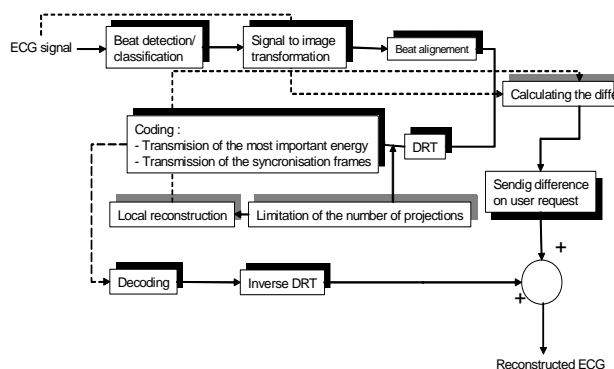 ECG signal
Beat detection/
classification
Signal to image
transformation
Beat alignement
Calculating the diffe
Coding :
- Transmision of the most important energy
- Transmission of the syncronisation frames
DRT
Sendig difference
on user request
Local reconstruction
Limitation of the number of projections
+
Decoding
Inverse DRT
+
Reconstructed ECG